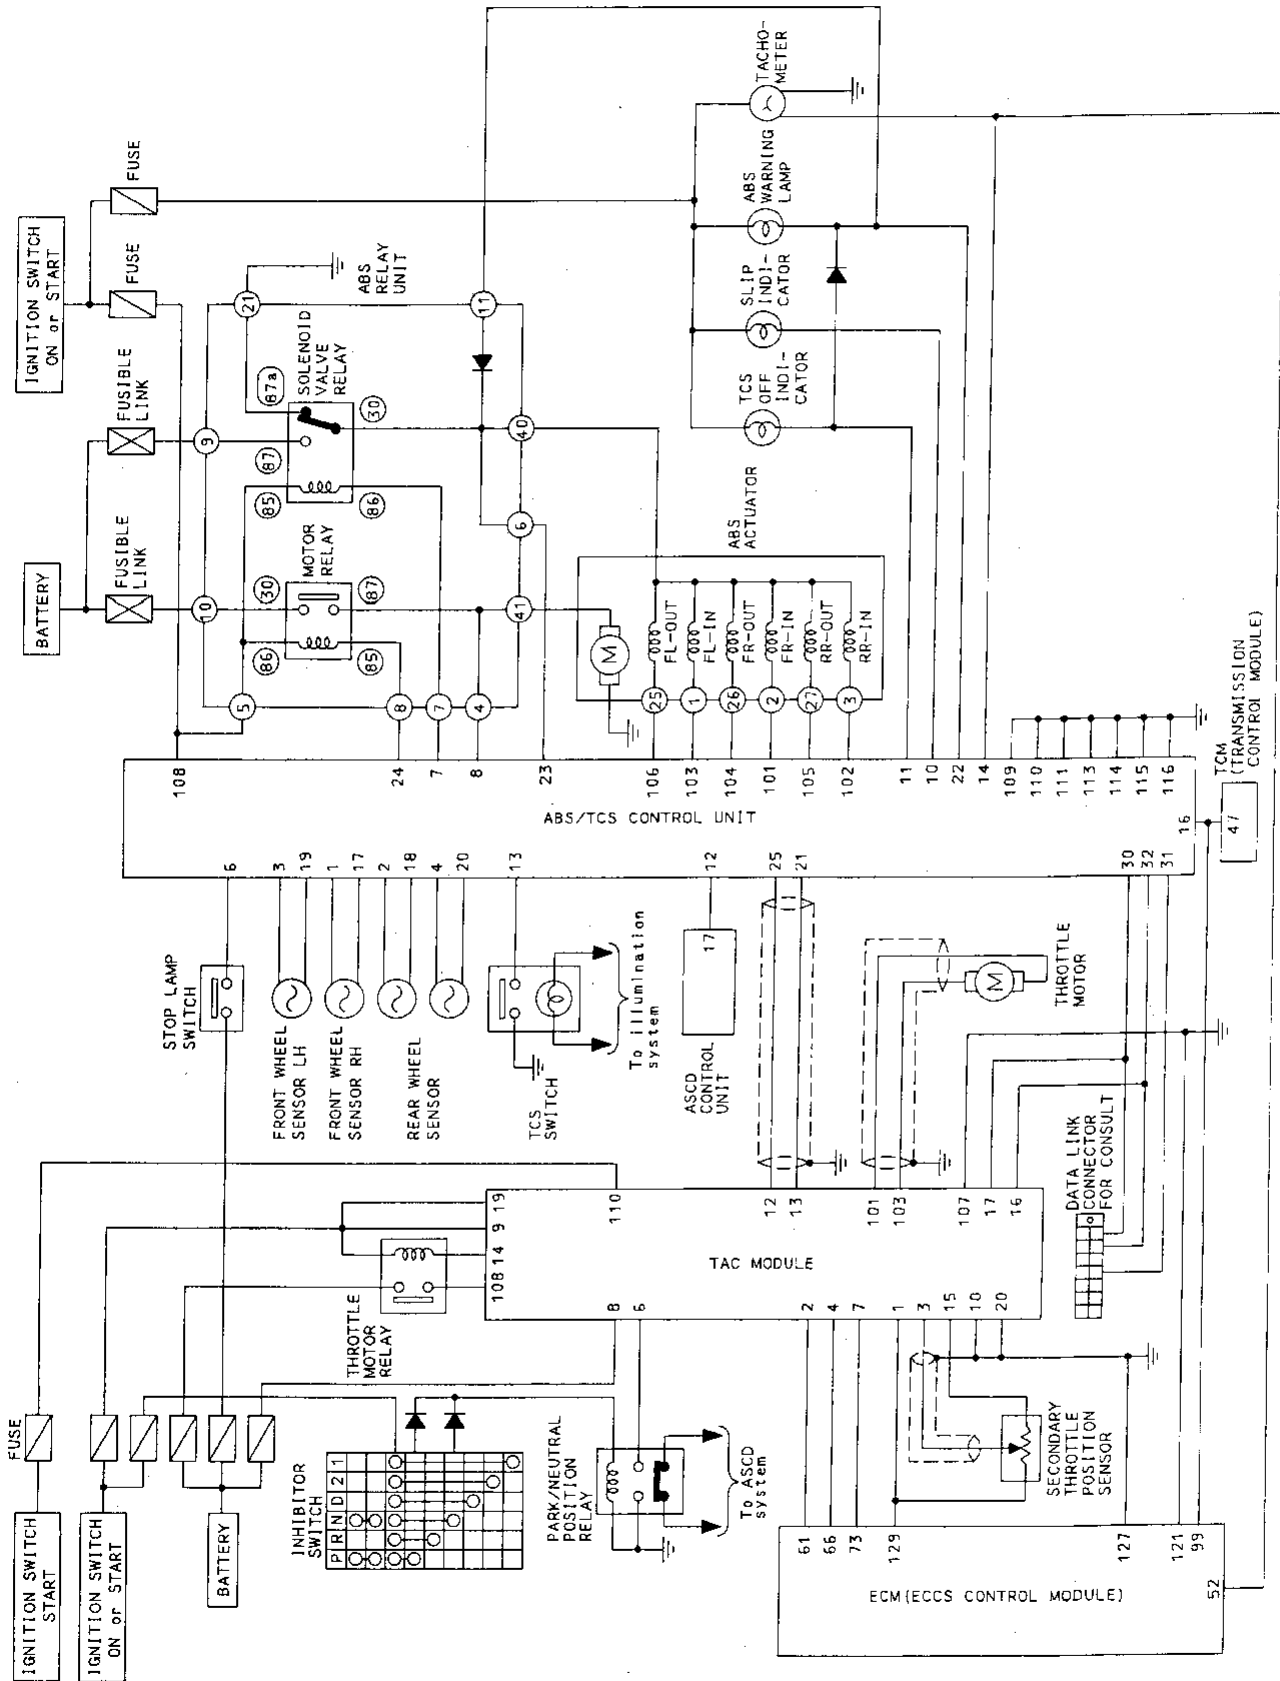 IGNITION SWITCH
START
FUSE
IGNITION SWITCH
ON or START
BATTERY
INHIBITOR
SWITCH
P R N D 2 1
THROTTLE
MOTOR
RELAY
PARK/NEUTRAL
POSITION
RELAY
To ASCD
system
108 14 9 19
110
8
6
12
13
101
103
107
17
16
TAC MODULE
2
4
7
1
3
15
10
20
SECONDARY
THROTTLE
POSITION
SENSOR
61
66
73
129
127
121
99
52
ECM(ECCS CONTROL MODULE)
DATA LINK
CONNECTOR
FOR CONSULT
STOP LAMP
SWITCH
FRONT WHEEL
SENSOR LH
FRONT WHEEL
SENSOR RH
REAR WHEEL
SENSOR
TCS
SWITCH
To illumination
system
ASCD
CONTROL
UNIT
17
THROTTLE
MOTOR
M
6
3
19
1
17
2
18
4
20
13
12
25
21
30
32
31
16
ABS/TCS CONTROL UNIT
47
TCM
(TRANSMISSION
CONTROL MODULE)
108
24
7
8
23
106
103
104
101
105
102
11
10
22
14
109
110
111
113
114
115
116
BATTERY
FUSIBLE
LINK
FUSIBLE
LINK
IGNITION SWITCH
ON or START
FUSE
FUSE
10
9
21
5
8
7
4
41
6
40
11
86
85
30
87
MOTOR
RELAY
85
86
87
87a
30
SOLENOID
VALVE
RELAY
ABS
RELAY
UNIT
M
ABS
ACTUATOR
25
FL-OUT
1
FL-IN
26
FR-OUT
2
FR-IN
27
RR-OUT
3
RR-IN
TCS
OFF
INDI-
CATOR
SLIP
INDI-
CATOR
ABS
WARNING
LAMP
TACHO-
METER